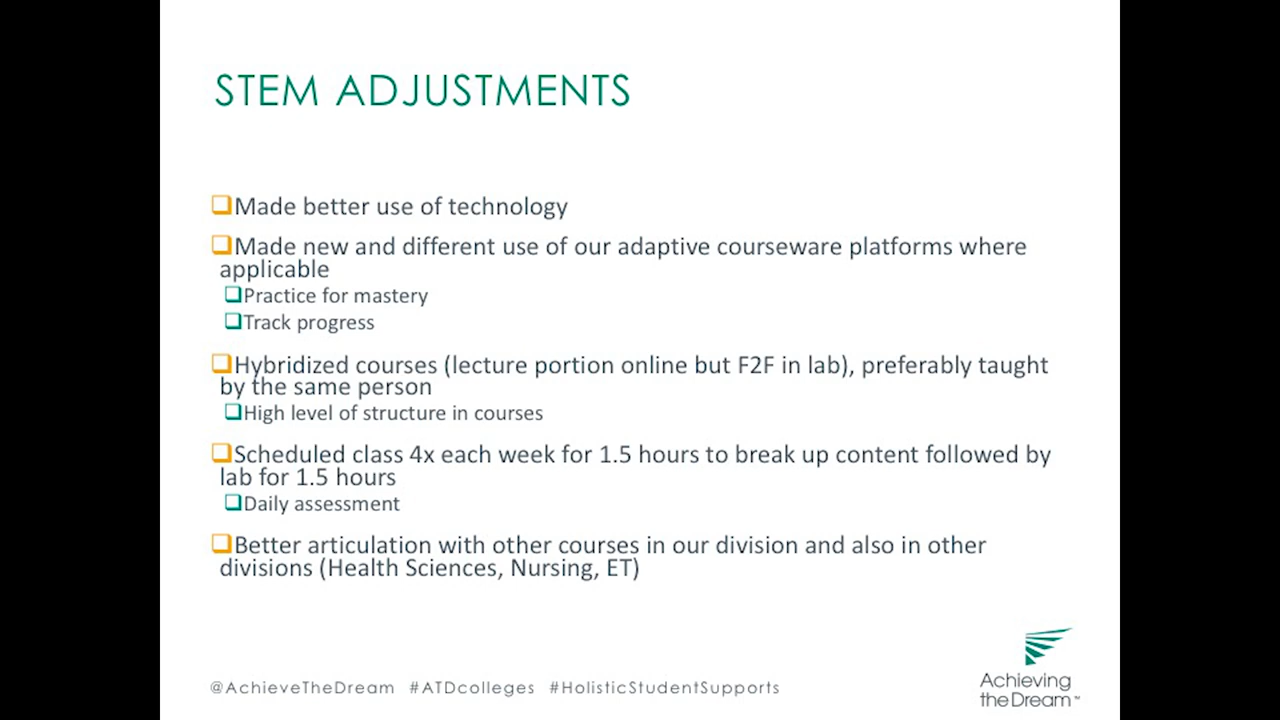 STEM ADJUSTMENTS
Made better use of technology
Made new and different use of our adaptive courseware platforms where
applicable
Practice for mastery
Track progress
Hybridized courses (lecture portion online but F2F in lab), preferably taught
by the same person
High level of structure in courses
Scheduled class 4x each week for 1.5 hours to break up content followed by
lab for 1.5 hours
Daily assessment
Better articulation with other courses in our division and also in other
divisions (Health Sciences, Nursing, ET)
@AchieveTheDream #ATDcolleges #HolisticStudentSupports
Achieving
the Dream™